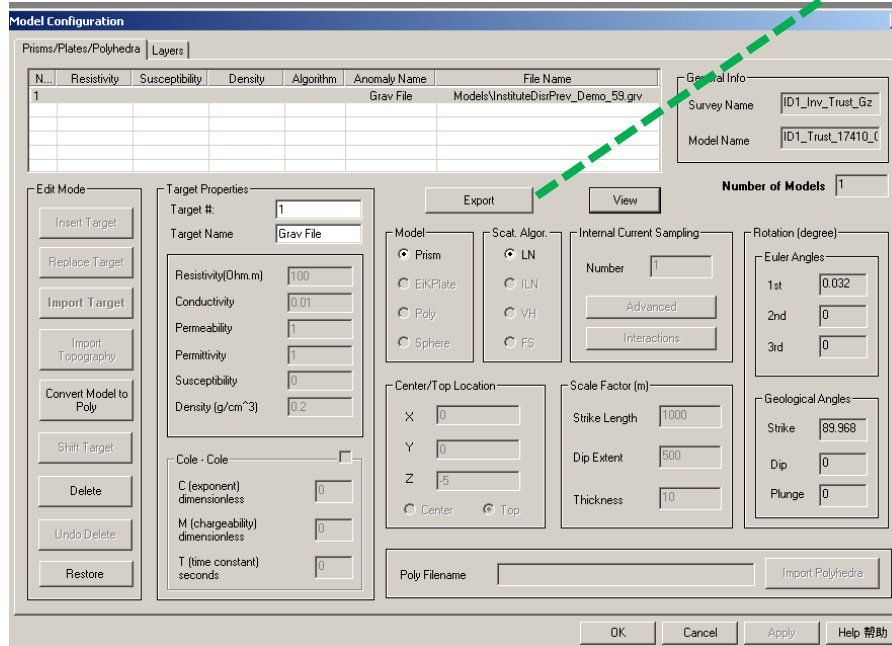 Model Configuration
Prisms/Plates/Polyhedra Layers
N... Resistivity Susceptibility Density Algorithm Anomaly Name File Name
1 Grav File Models\InstituteDisrPrev_Demo_59.grv
General Info
Survey Name ID1_Inv_Trust_Gz
Model Name ID1_Trust_17410_(
Number of Models 1
Edit Mode
Insert Target
Replace Target
Import Target
Import
Topography
Convert Model to
Poly
Shift Target
Delete
Undo Delete
Restore
Target Properties
Target #: 1
Target Name Grav File
Resistivity(Ohm.m) 100
Conductivity 0.01
Permeability 1
Permittivity 1
Susceptibility 0
Density (g/cm^3) 0.2
Cole - Cole
C (exponent)
dimensionless 0
M (chargeability)
dimensionless 0
T (time constant)
seconds 0
Export
View
Model
Prism
EiKPlate
Poly
Sphere
Scat. Algor.
LN
ILN
VH
FS
Internal Current Sampling
Number 1
Advanced
Interactions
Rotation (degree)
Euler Angles
1st 0.032
2nd 0
3rd 0
Geological Angles
Strike 89.968
Dip 0
Plunge 0
Center/Top Location
X 0
Y 0
Z -5
Center Top
Scale Factor (m)
Strike Length 1000
Dip Extent 500
Thickness 10
Poly Filename
Import Polyhedra
OK Cancel Apply Help 帮助